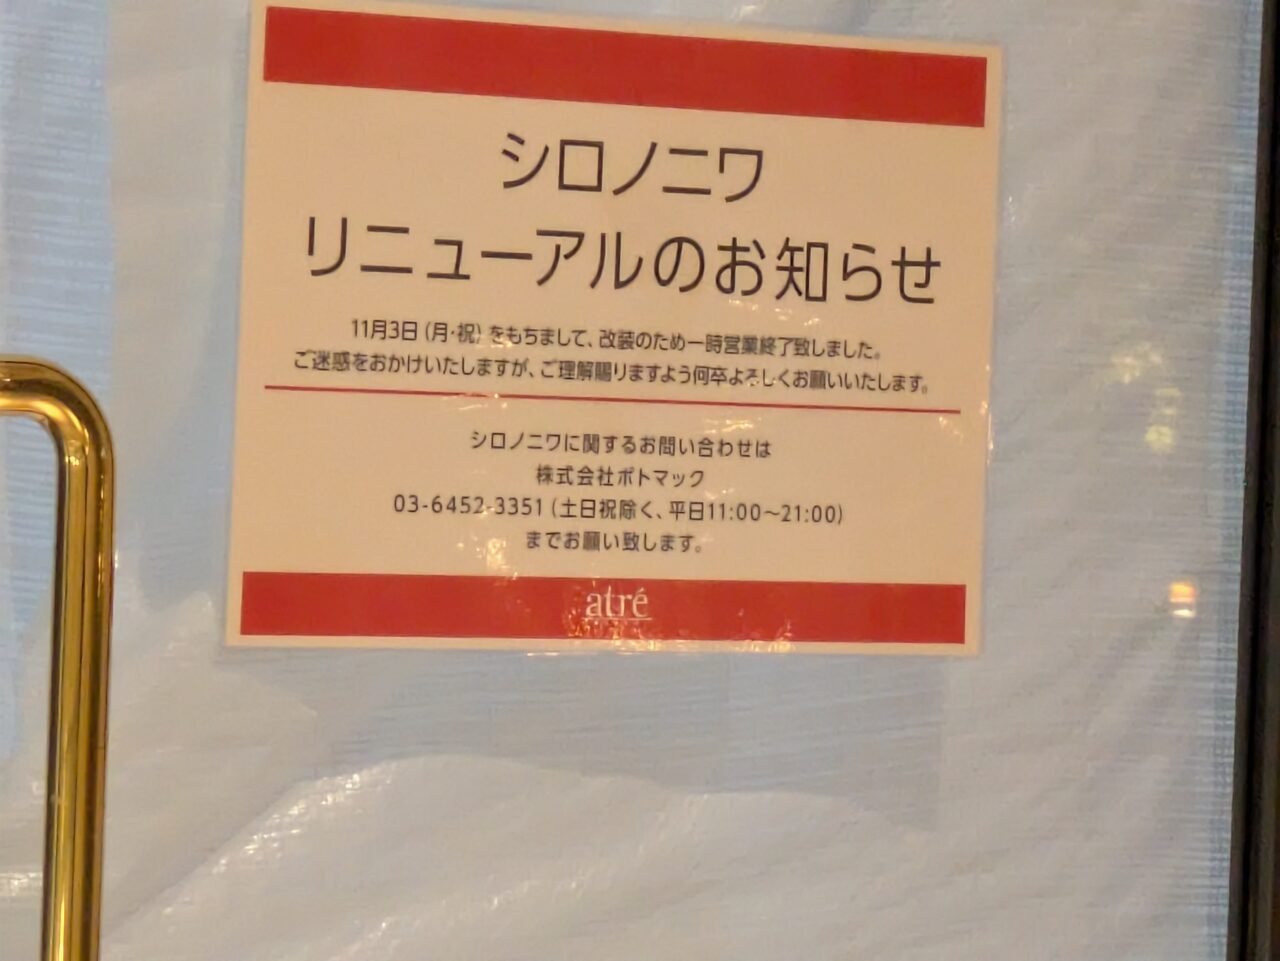 シロノニワ
リニューアルのお知らせ
11月3日（月・祝）をもちまして、改装のため一時営業終了致しました。
ご迷惑をおかけいたしますが、ご理解賜りますよう何卒よろしくお願いいたします。
シロノニワに関するお問い合わせは
株式会社ポトマック
03-6452-3351（土日祝除く、平日11:00〜21:00）
までお願い致します。
atré